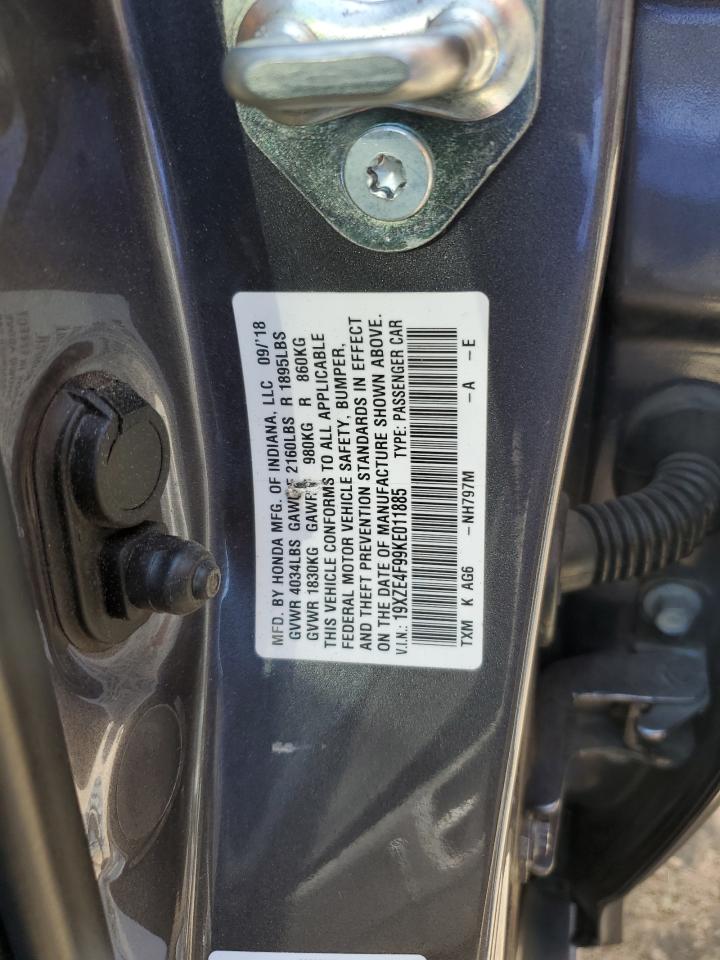 MFD. BY HONDA MFG. OF INDIANA, LLC 09/'18
GVWR 4034LBS GAWR F 2160LBS R 1895LBS
GVWR 1830KG GAWR F 980KG R 860KG
THIS VEHICLE CONFORMS TO ALL APPLICABLE
FEDERAL MOTOR VEHICLE SAFETY, BUMPER,
AND THEFT PREVENTION STANDARDS IN EFFECT
ON THE DATE OF MANUFACTURE SHOWN ABOVE.
V.I.N.: 19XZE4F99KE011885 TYPE: PASSENGER CAR
TXM K AG6 -NH797M -A -E